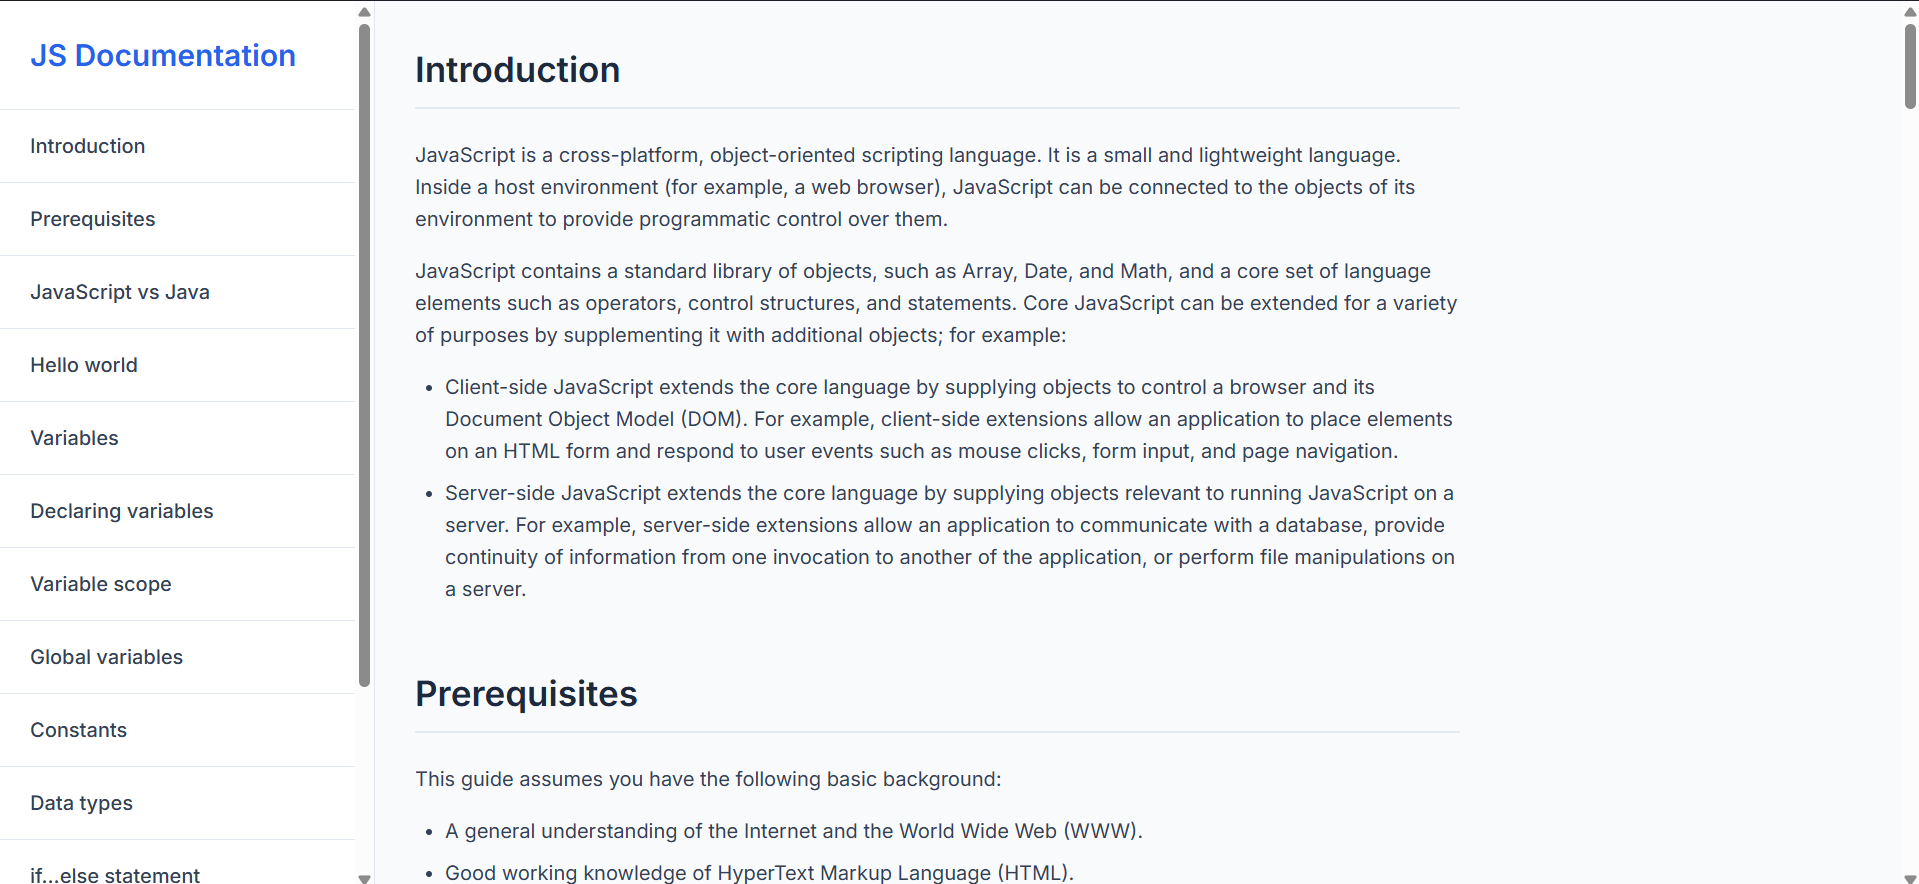 JS Documentation
Introduction
Prerequisites
JavaScript vs Java
Hello world
Variables
Declaring variables
Variable scope
Global variables
Constants
Data types
if...else statement
Introduction
JavaScript is a cross-platform, object-oriented scripting language. It is a small and lightweight language.
Inside a host environment (for example, a web browser), JavaScript can be connected to the objects of its
environment to provide programmatic control over them.
JavaScript contains a standard library of objects, such as Array, Date, and Math, and a core set of language
elements such as operators, control structures, and statements. Core JavaScript can be extended for a variety
of purposes by supplementing it with additional objects; for example:
• Client-side JavaScript extends the core language by supplying objects to control a browser and its
Document Object Model (DOM). For example, client-side extensions allow an application to place elements
on an HTML form and respond to user events such as mouse clicks, form input, and page navigation.
• Server-side JavaScript extends the core language by supplying objects relevant to running JavaScript on a
server. For example, server-side extensions allow an application to communicate with a database, provide
continuity of information from one invocation to another of the application, or perform file manipulations on
a server.
Prerequisites
This guide assumes you have the following basic background:
• A general understanding of the Internet and the World Wide Web (WWW).
• Good working knowledge of HyperText Markup Language (HTML).